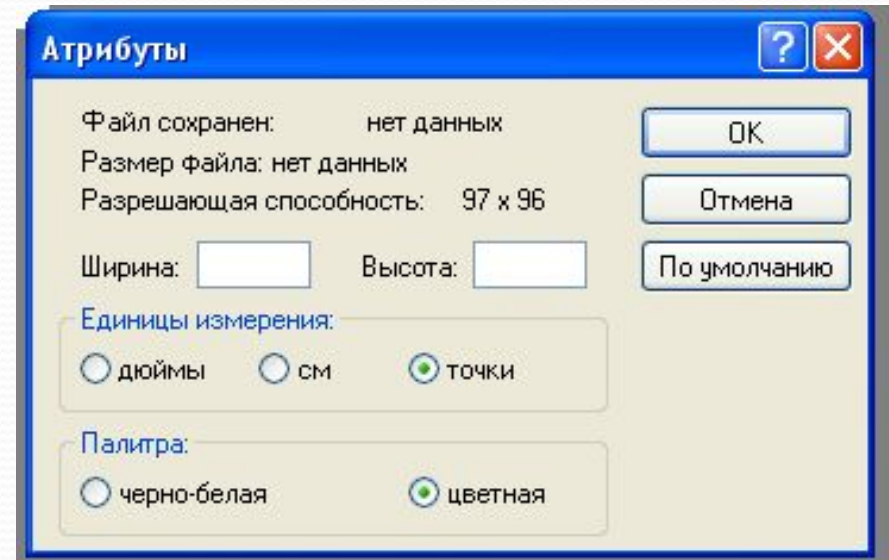 Атрибуты
Файл сохранен: нет данных
OK
Размер файла: нет данных
Разрешающая способность: 97 x 96
Отмена
Ширина: Высота:
По умолчанию
Единицы измерения:
дюймы см точки
Палитра:
черно-белая цветная